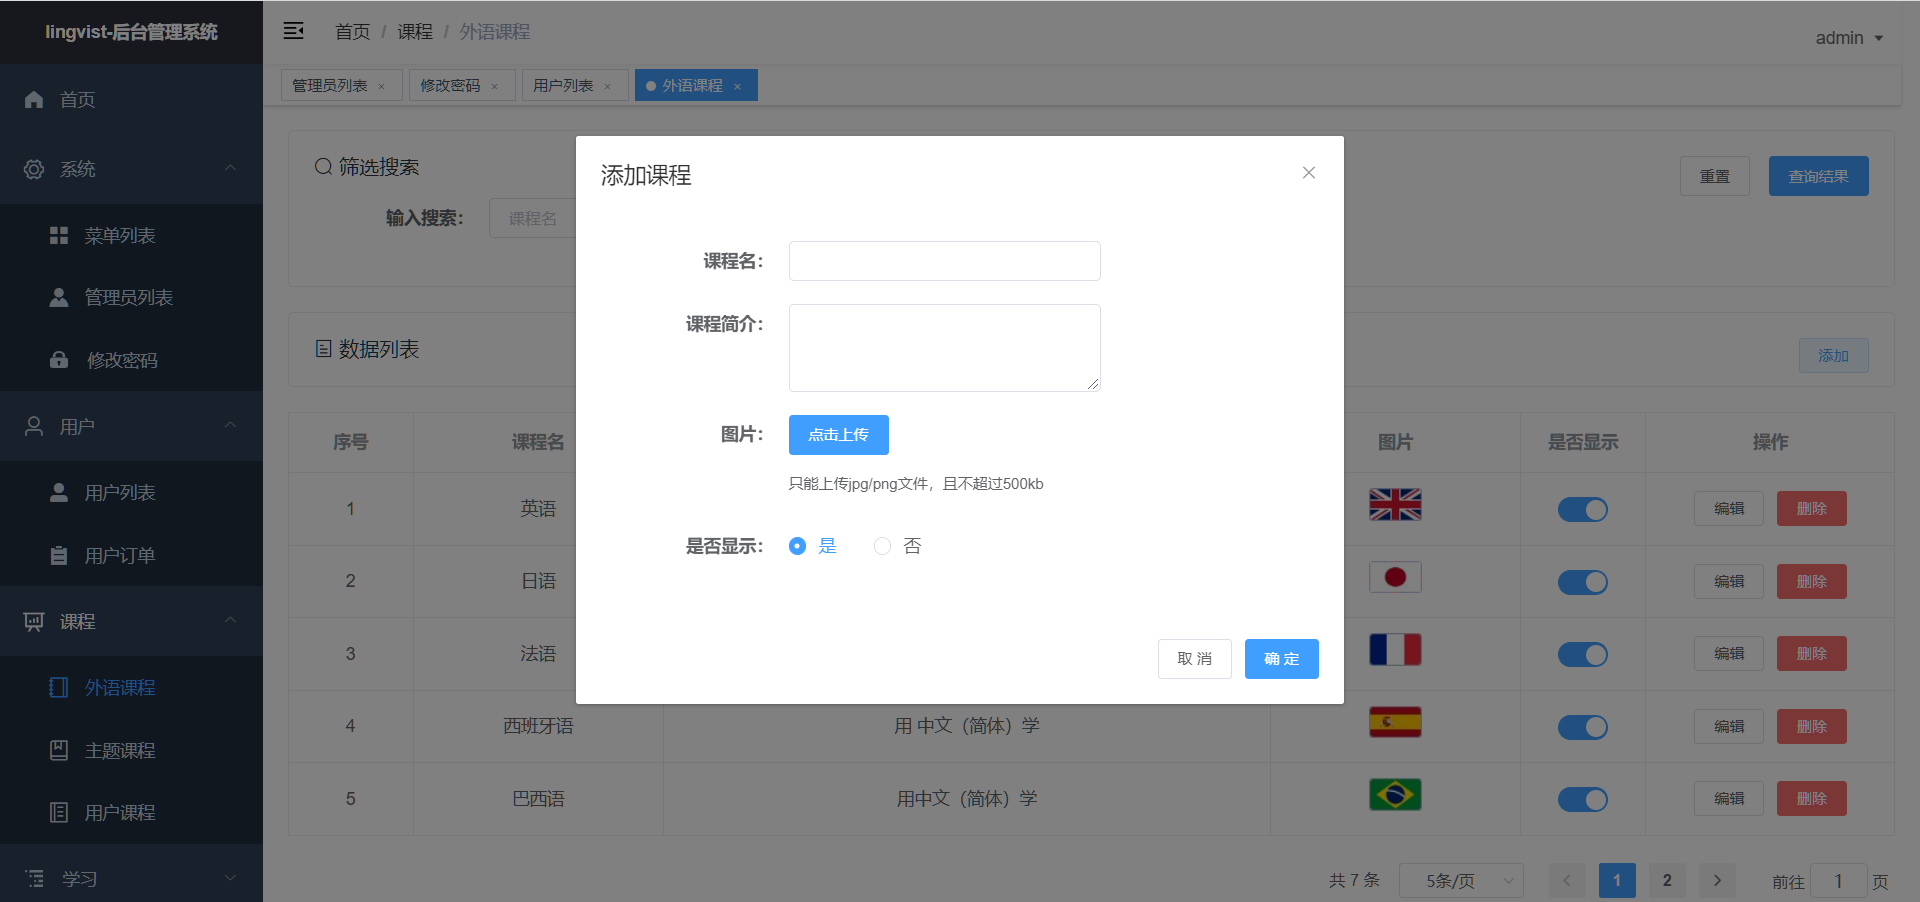 lingvist-后台管理系统
首页 / 课程 / 外语课程
admin
首页
系统
菜单列表
管理员列表
修改密码
用户
用户列表
用户订单
课程
外语课程
主题课程
用户课程
学习
管理员列表 × 修改密码 × 用户列表 × 外语课程 ×
筛选搜索
重置 查询结果
输入搜索： 课程名
数据列表
添加
序号 课程名 图片 是否显示 操作
1 英语 编辑 删除
2 日语 编辑 删除
3 法语 编辑 删除
4 西班牙语 用 中文（简体）学 编辑 删除
5 巴西语 用中文（简体）学 编辑 删除
共 7 条 5条/页 1 2 前往 1 页
添加课程
课程名：
课程简介：
图片： 点击上传
只能上传jpg/png文件，且不超过500kb
是否显示： 是 否
取 消 确 定